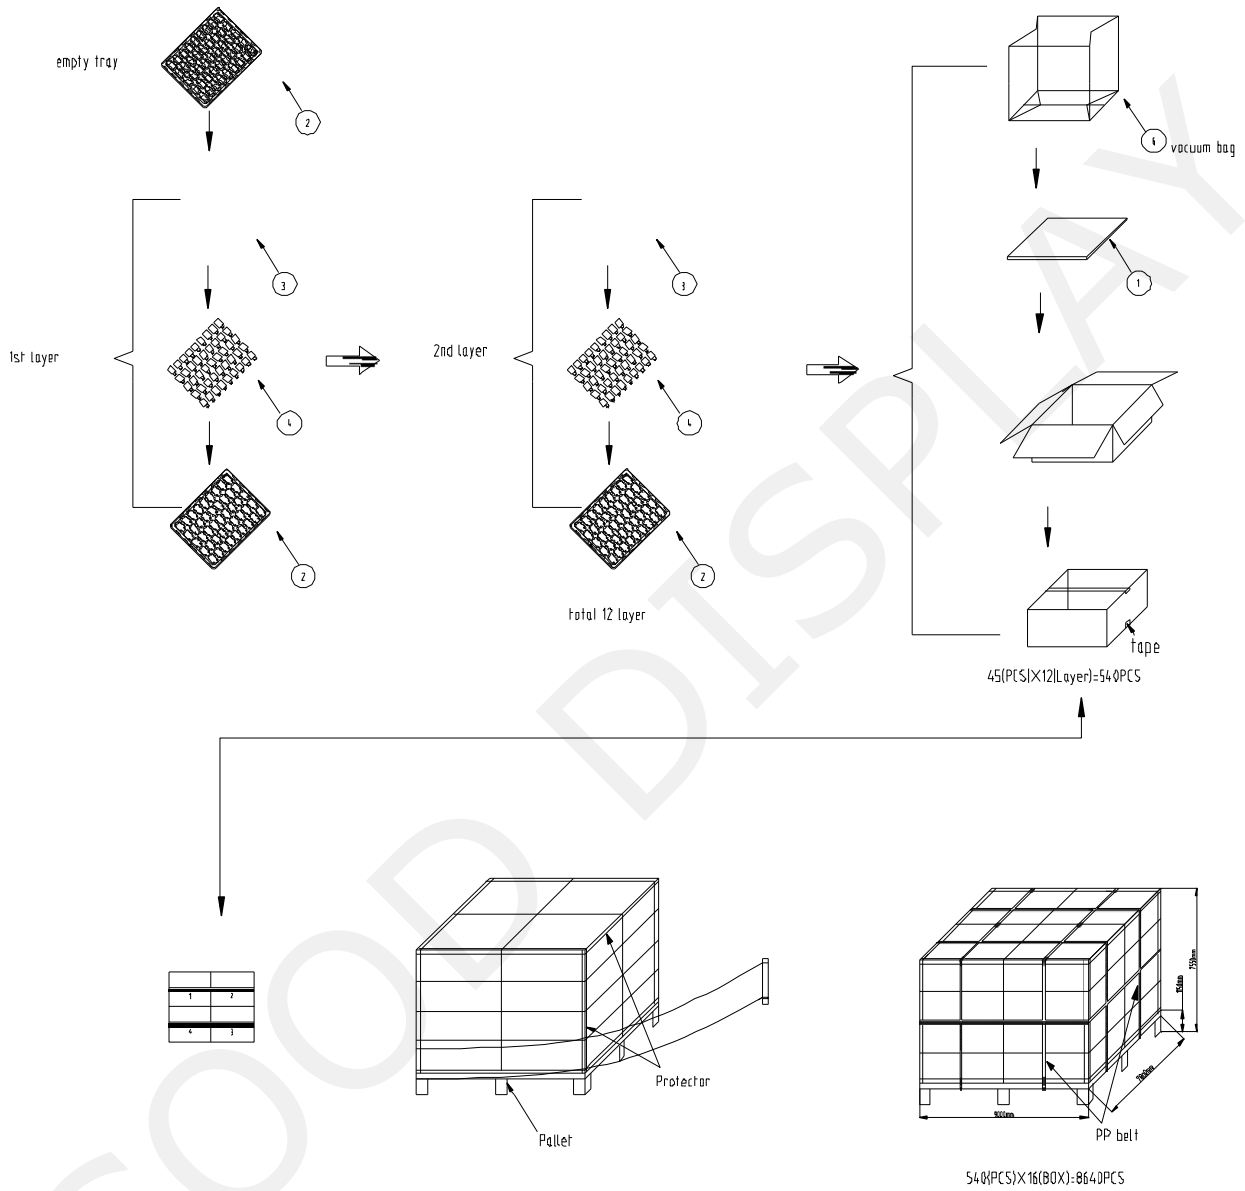 empty tray
2
6
vacuum bag
3
3
1
1st layer
2nd layer
4
4
2
2
total 12 layer
tape
45(PCS|X12|Layer)=540PCS
1 2
4 3
Protector
Pallet
PP belt
540(PCS)X16(BOX)=8640PCS
GOOD DISPLAY